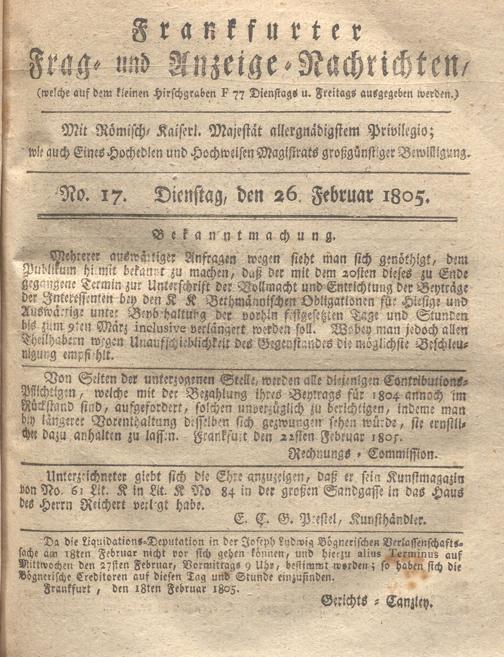 Frankfurter
Frag- und Anzeige-Nachrichten,
(welche auf dem kleinen Hirschgraben F 77 Dienstags u. Freitags ausgegeben werden.)
Mit Römisch-Kaiserl. Majestät allergnädigstem Privilegio;
wie auch Eines Hochedlen und Hochweisen Magistrats großgünstiger Bewilligung.
No. 17. Dienstag, den 26. Februar 1805.
Bekanntmachung.
Mehrerer auswärtiger Anfragen wegen sieht man sich genöthigt, dem
Publikum hi mit bekannt zu machen, daß der mit dem 20sten dieses zu Ende
gegangene Termin zur Unterschrift der Vollmacht und Entrichtung der Beyträge
der Interessenten bey den K K Bethmännischen Obligationen für Hiesige und
Auswärtige unter Beybehaltung der vorhin festgesetzten Tage und Stunden
bis zum 9ten März inclusive verlängert werden soll. Wobey man jedoch allen
Theilhabern wegen Unaufschieblichkeit des Gegenstandes die möglichste Beschleu-
nigung empfiehlt.
Von Seiten der unterzogenen Stelle, werden alle diejenigen Contributions-
Pflichtigen, welche mit der Bezahlung ihres Beytrags für 1804 annoch im
Rückstand sind, aufgefordert, solchen unverzüglich zu berichtigen, indeme man
bey längerer Vorenthaltung desselben sich gezwungen sehen würde, sie ernstli-
che dazu anhalten zu lassen. Frankfurt den 22sten Februar 1805.
Rechnungs-Commission.
Unterzeichneter giebt sich die Ehre anzuzeigen, daß er sein Kunstmagazin
von No. 61 Lit. K in Lit. K No 84 in der großen Sandgasse in das Haus
des Herrn Reichert verlegt habe.
E. C. G. Prestel, Kunsthändler.
Da die Liquidations-Deputation in der Joseph Ludwig Bögnerischen Verlassenschafts-
sache am 18ten Februar nicht vor sich gehen können, und hierzu alius Terminus auf
Mittwochen den 27sten Februar, Vormitrags 9 Uhr, bestimmt worden; so haben sich die
Bögnerische Creditoren auf diesen Tag und Stunde einzufinden.
Frankfurt, den 18ten Februar 1805.
Gerichts-Canzley.